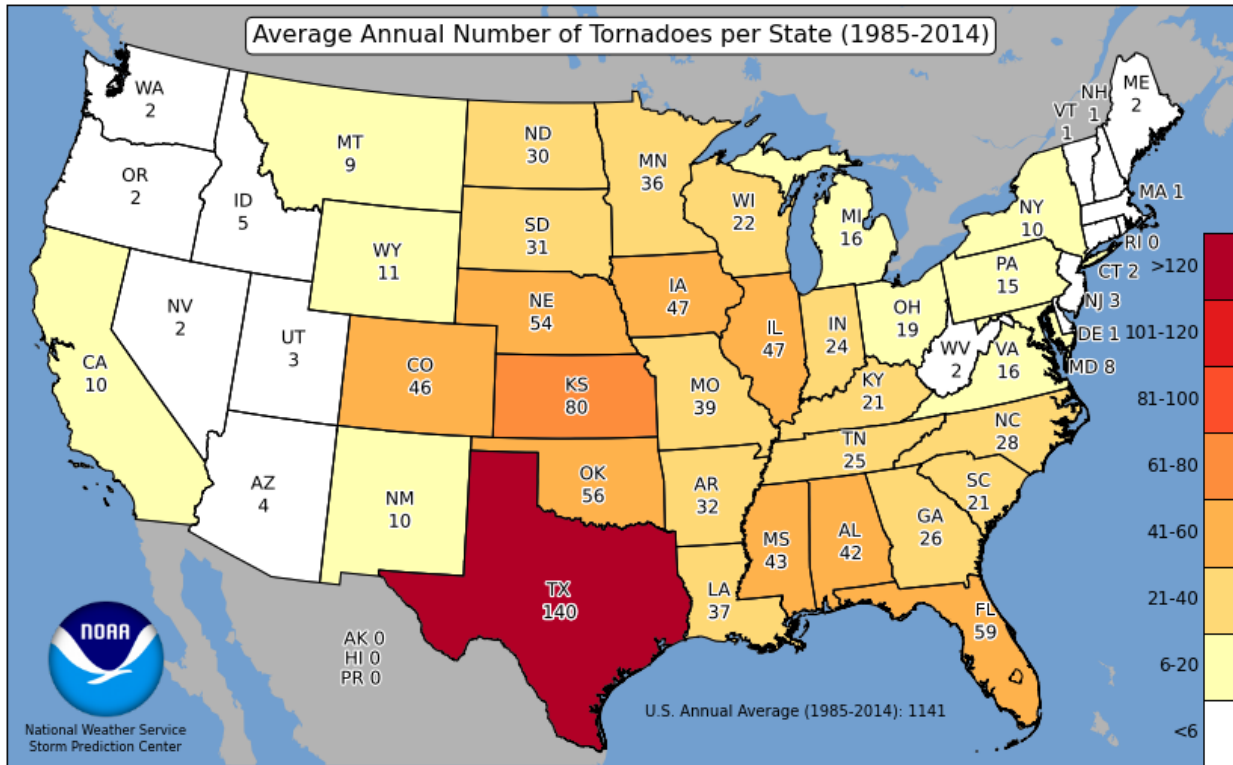 Average Annual Number of Tornadoes per State (1985-2014)
WA
2
OR
2
ID
5
MT
9
WY
11
ND
30
SD
31
NE
54
MN
36
WI
22
MI
16
IA
47
IL
47
IN
24
OH
19
PA
15
NY
10
VT
1
NH
1
ME
2
MA 1
RI 0
CT 2
NJ 3
DE 1
MD 8
WV
2
VA
16
KY
21
TN
25
NC
28
SC
21
GA
26
AL
42
MS
43
FL
59
LA
37
AR
32
MO
39
KS
80
OK
56
TX
140
CO
46
NM
10
UT
3
AZ
4
NV
2
CA
10
AK 0
HI 0
PR 0
>120
101-120
81-100
61-80
41-60
21-40
6-20
<6
NOAA
National Weather Service
Storm Prediction Center
U.S. Annual Average (1985-2014): 1141